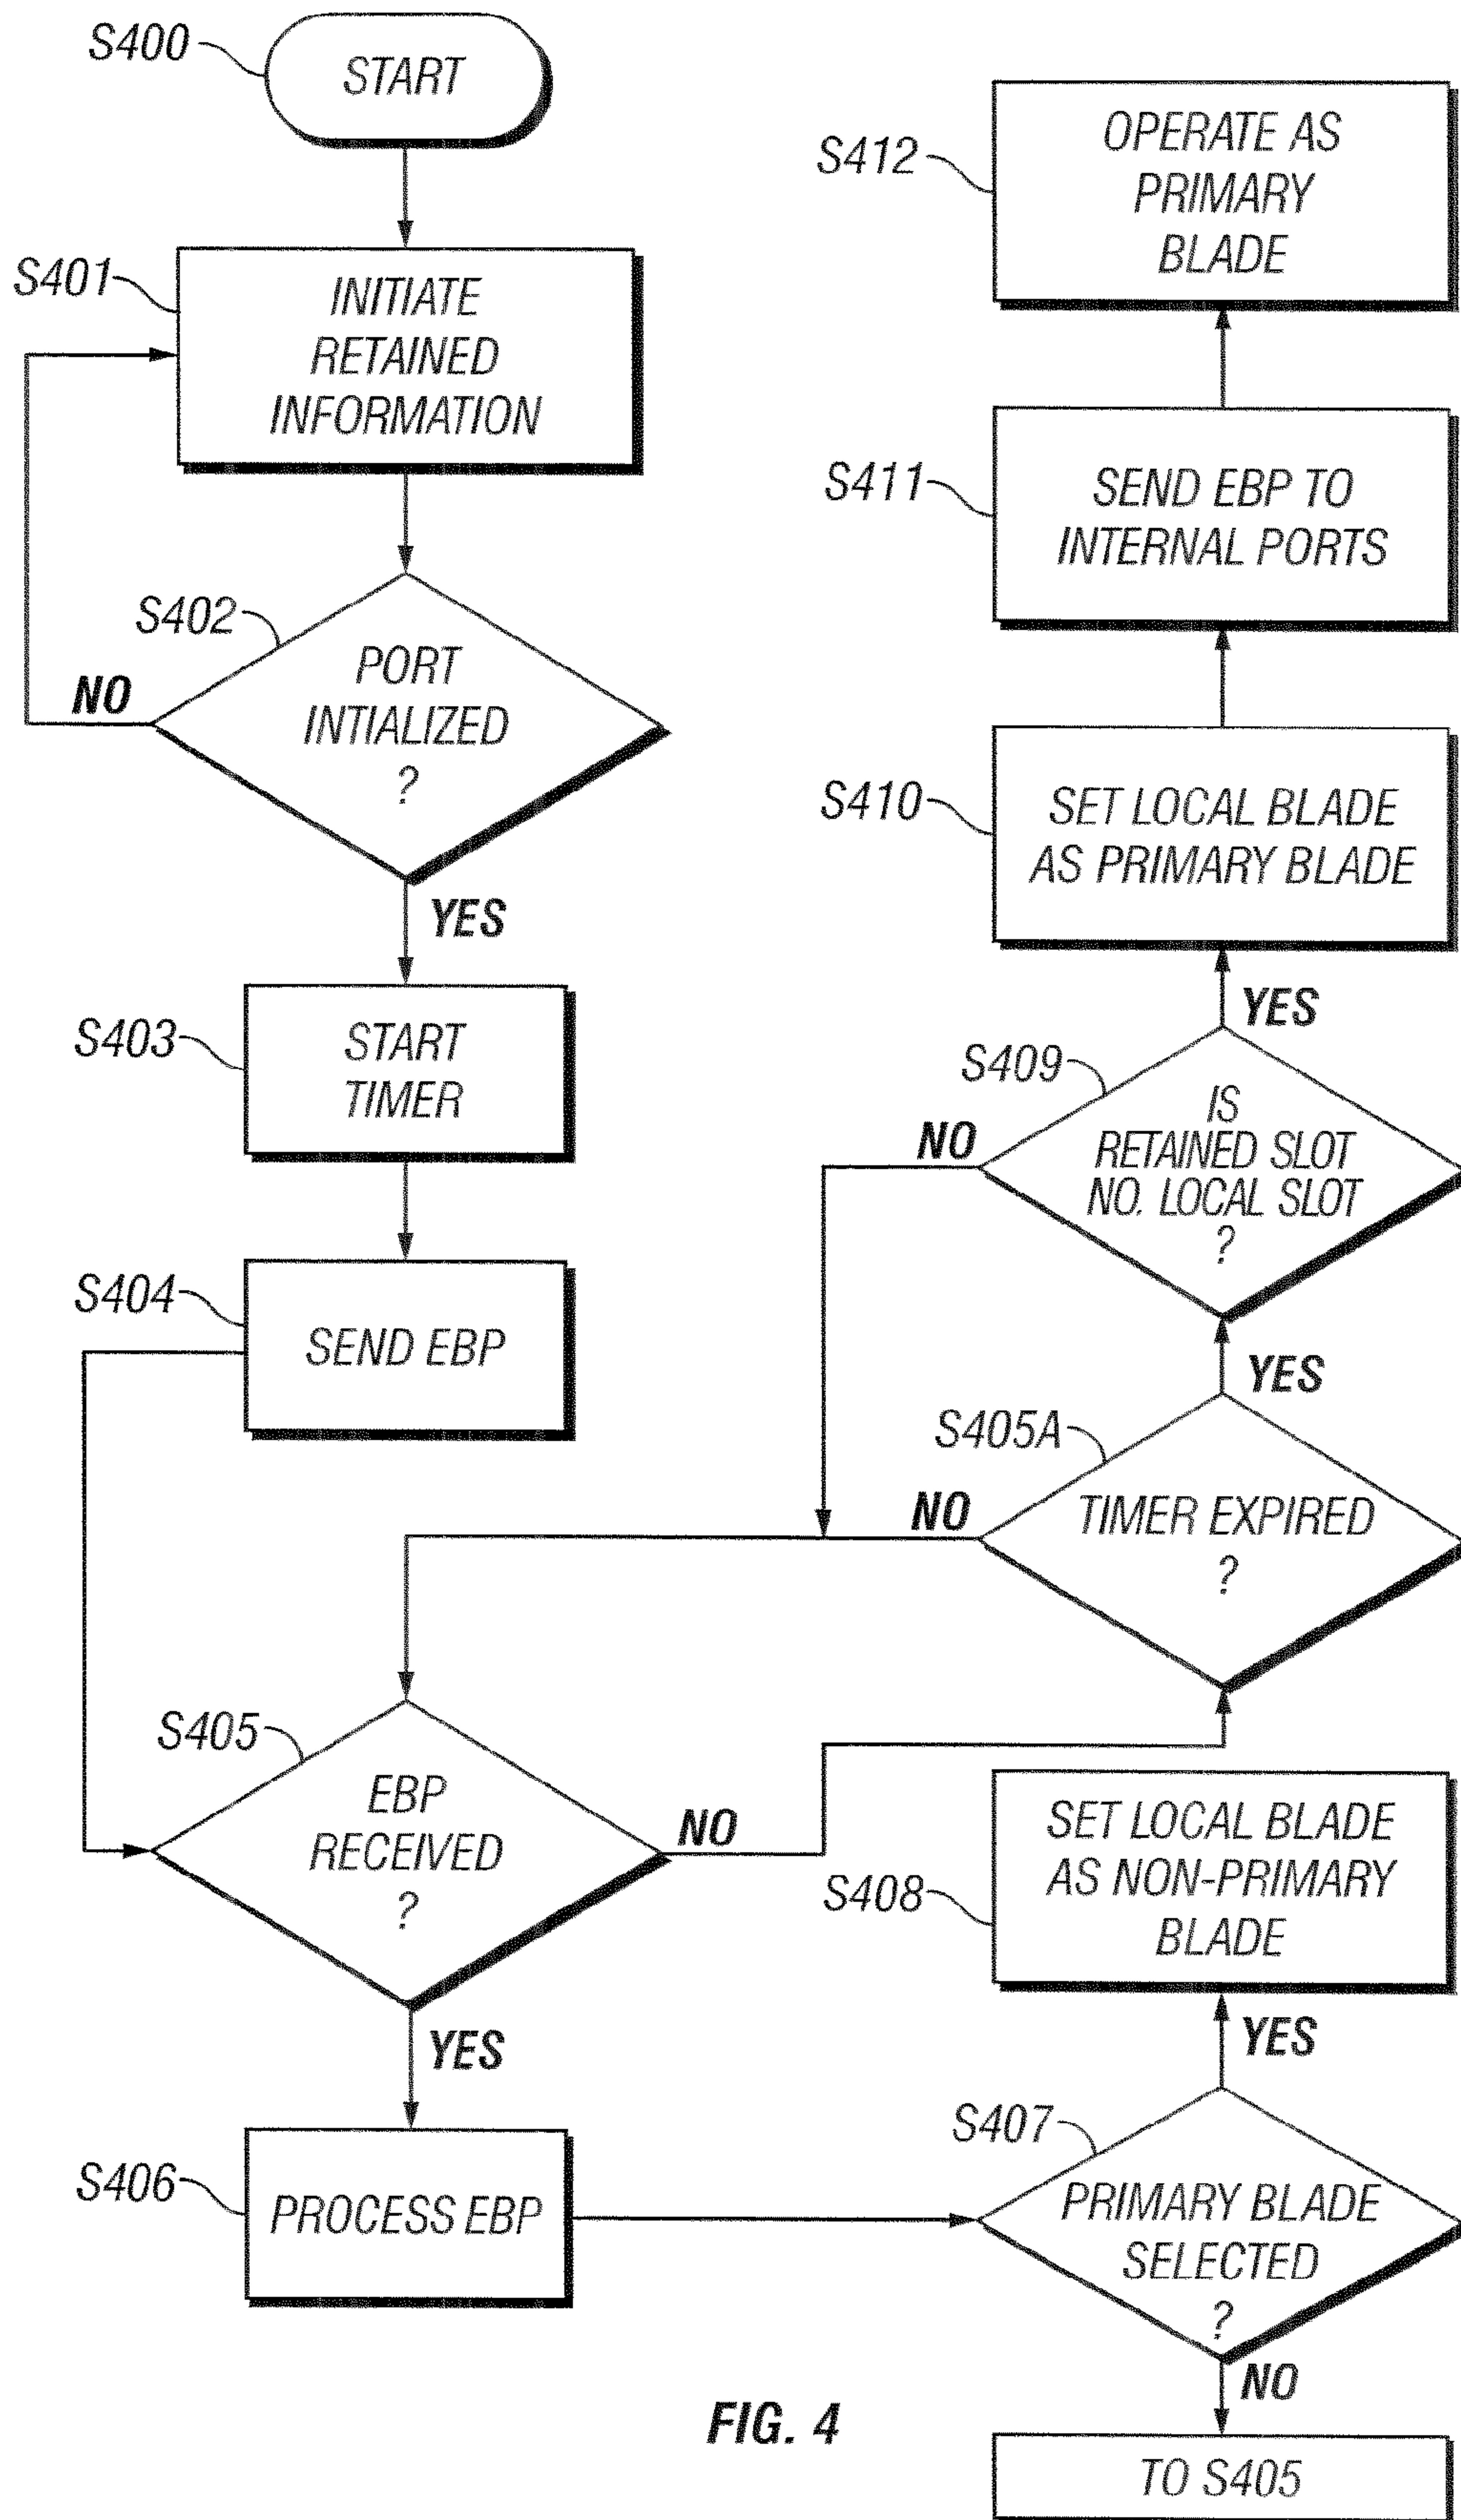 S400
START
S401
INITIATE
RETAINED
INFORMATION
S402
PORT
INTIALIZED
?
NO
YES
S403
START
TIMER
S404
SEND EBP
S405
EBP
RECEIVED
?
NO
YES
S406
PROCESS EBP
S412
OPERATE AS
PRIMARY
BLADE
S411
SEND EBP TO
INTERNAL PORTS
S410
SET LOCAL BLADE
AS PRIMARY BLADE
YES
S409
IS
RETAINED SLOT
NO. LOCAL SLOT
?
NO
YES
S405A
TIMER EXPIRED
?
NO
S408
SET LOCAL BLADE
AS NON-PRIMARY
BLADE
YES
S407
PRIMARY BLADE
SELECTED
?
NO
TO S405
FIG. 4